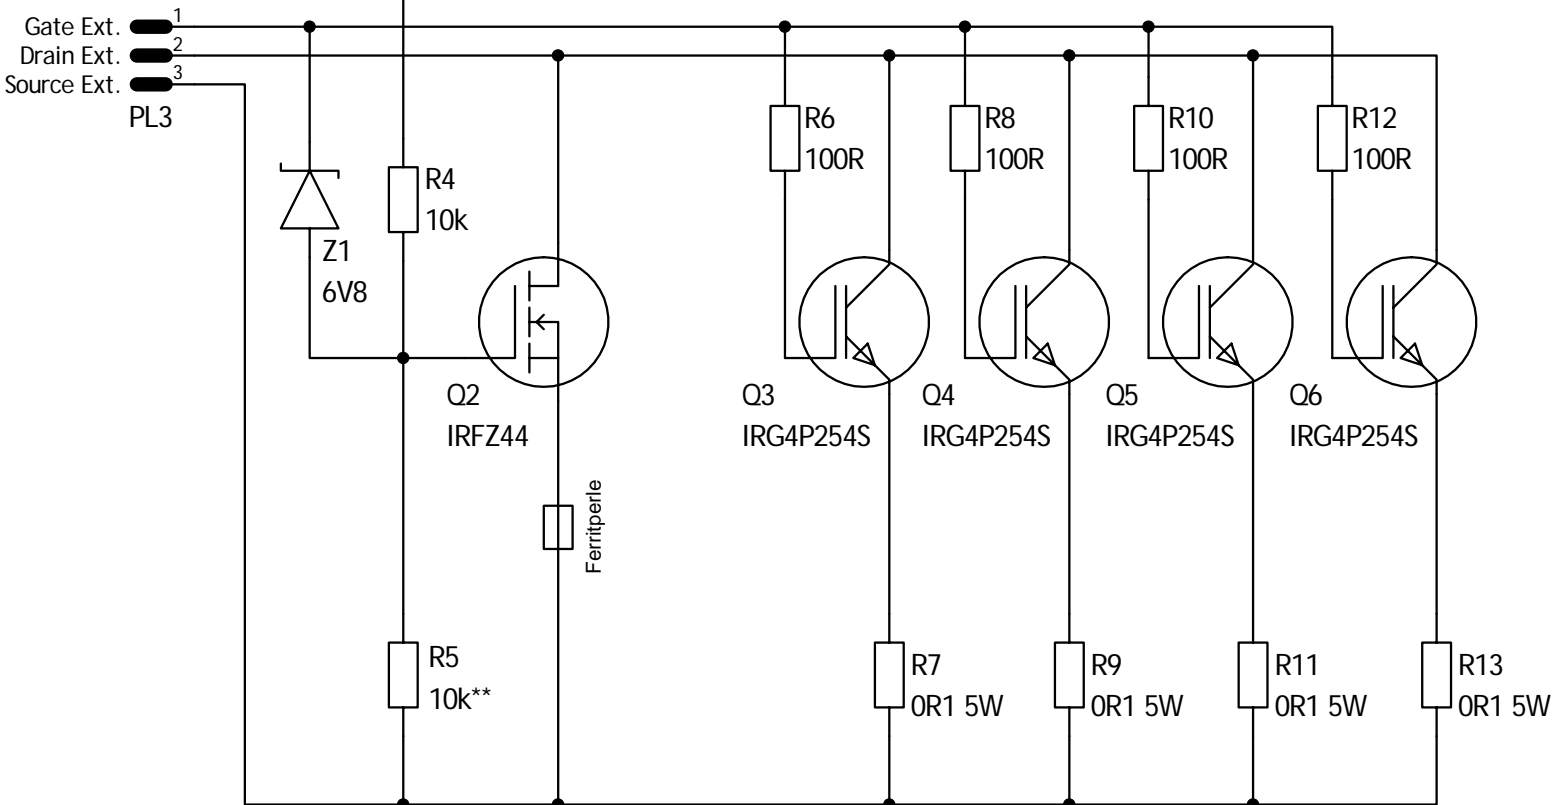 Gate Ext. 1
Drain Ext. 2
Source Ext. 3
PL3
R4
10k
Z1
6V8
R6
100R
R8
100R
R10
100R
R12
100R
Q2
IRFZ44
Q3
IRG4P254S
Q4
IRG4P254S
Q5
IRG4P254S
Q6
IRG4P254S
Ferritperle
R5
10k**
R7
0R1 5W
R9
0R1 5W
R11
0R1 5W
R13
0R1 5W